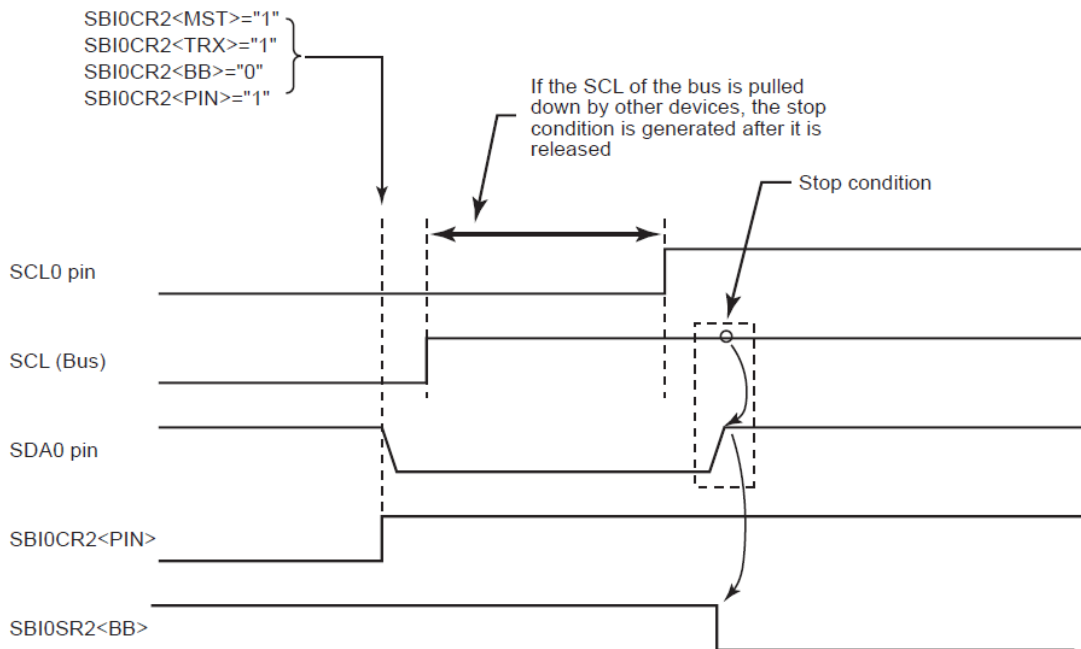 SBI0CR2<MST>="1"
SBI0CR2<TRX>="1"
SBI0CR2<BB>="0"
SBI0CR2<PIN>="1"
If the SCL of the bus is pulled
down by other devices, the stop
condition is generated after it is
released
Stop condition
SCL0 pin
SCL (Bus)
SDA0 pin
SBI0CR2<PIN>
SBI0SR2<BB>